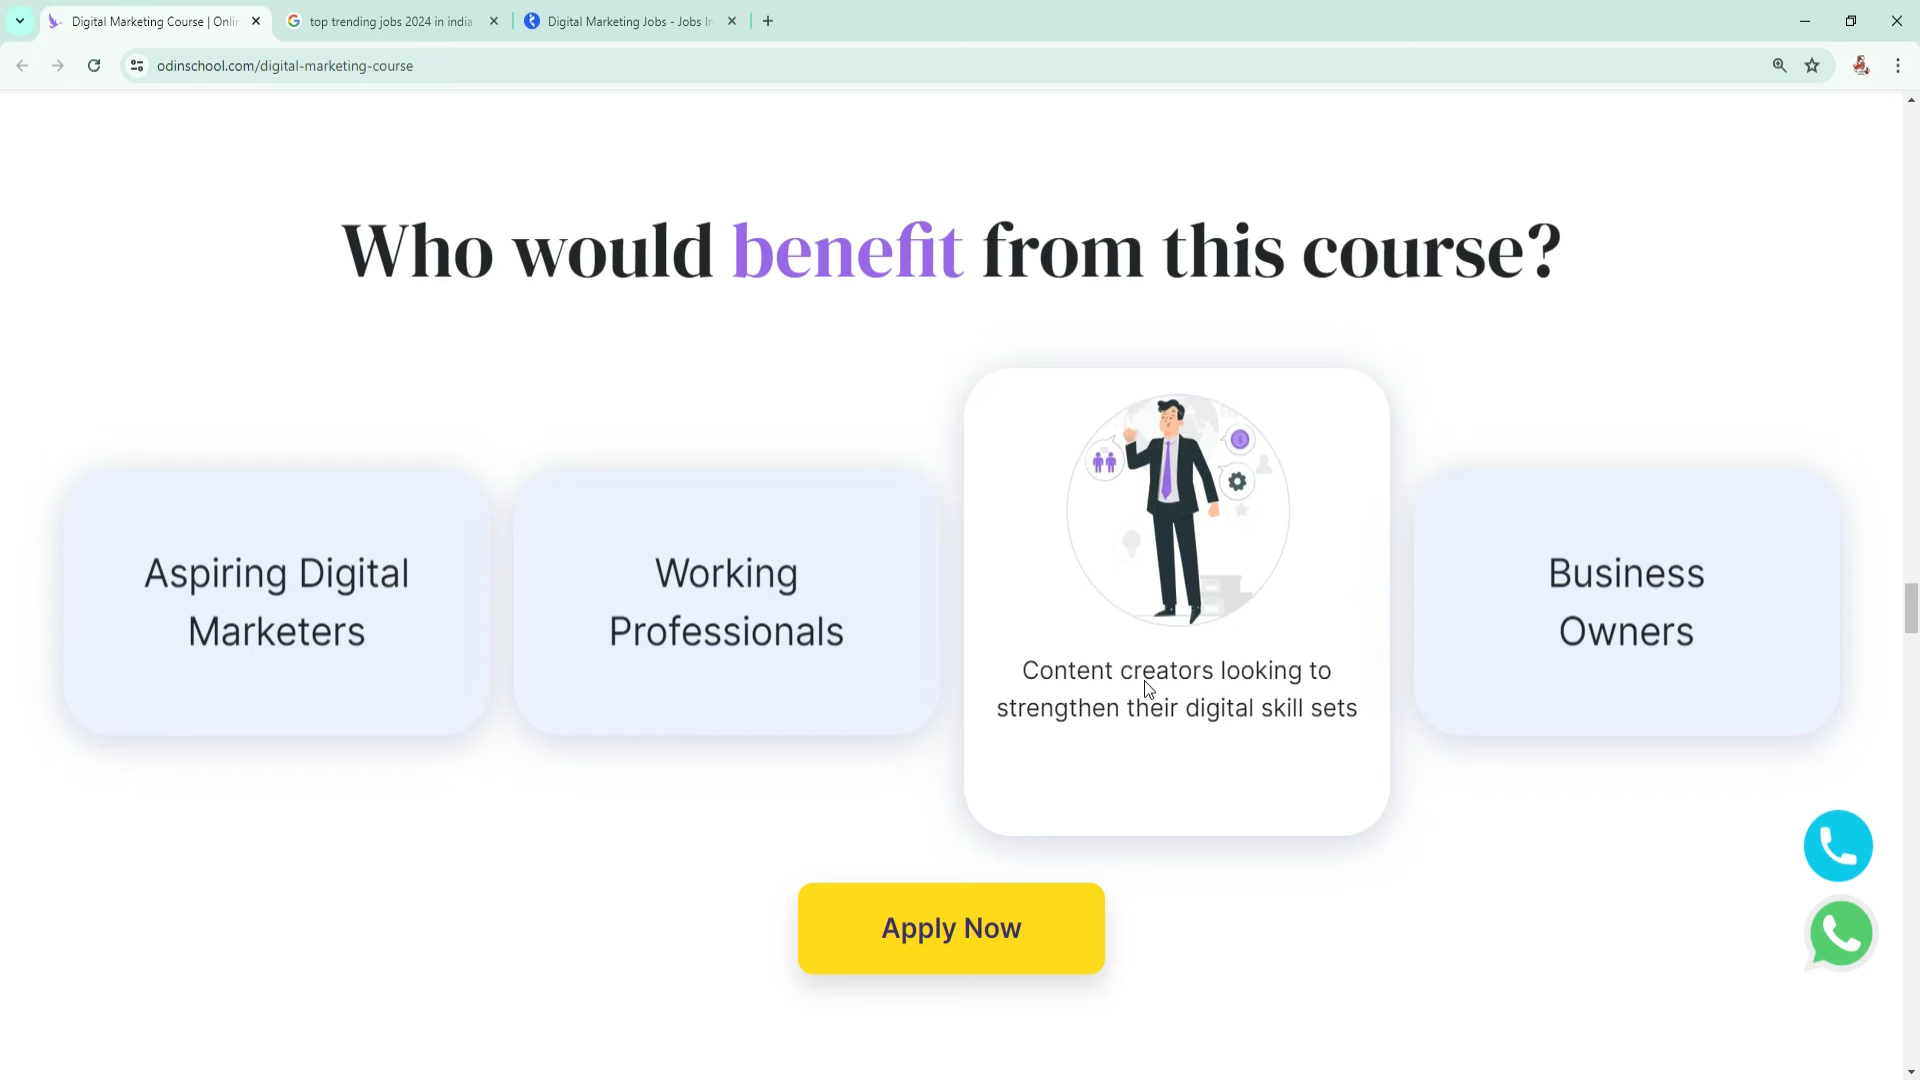 Digital Marketing Course | Onli
top trending jobs 2024 in india
Digital Marketing Jobs - Jobs In
odinschool.com/digital-marketing-course
Who would benefit from this course?
Aspiring Digital
Marketers
Working
Professionals
Content creators looking to
strengthen their digital skill sets
Business
Owners
Apply Now